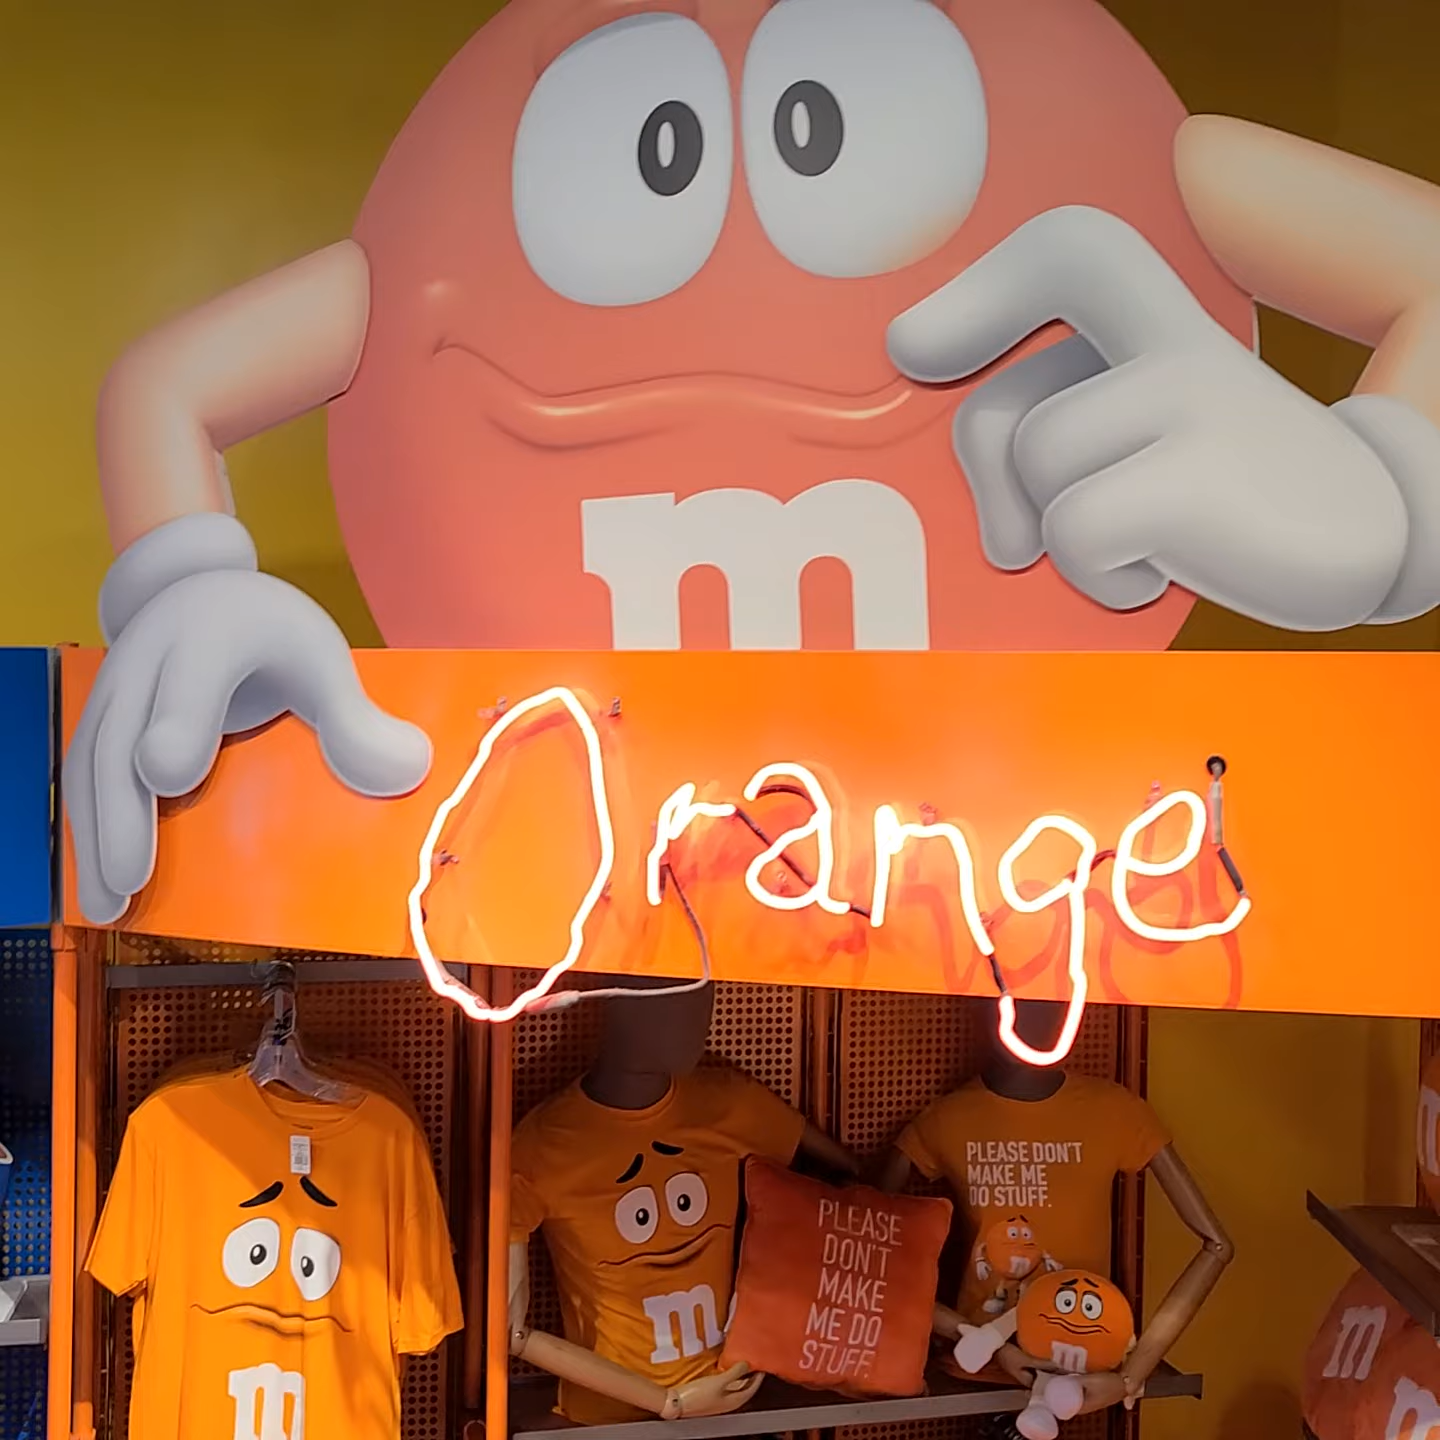 m
Orange
PLEASE DON'T
MAKE ME
DO STUFF.
PLEASE
DON'T
MAKE
ME DO
STUFF.
m
m
m
m
m